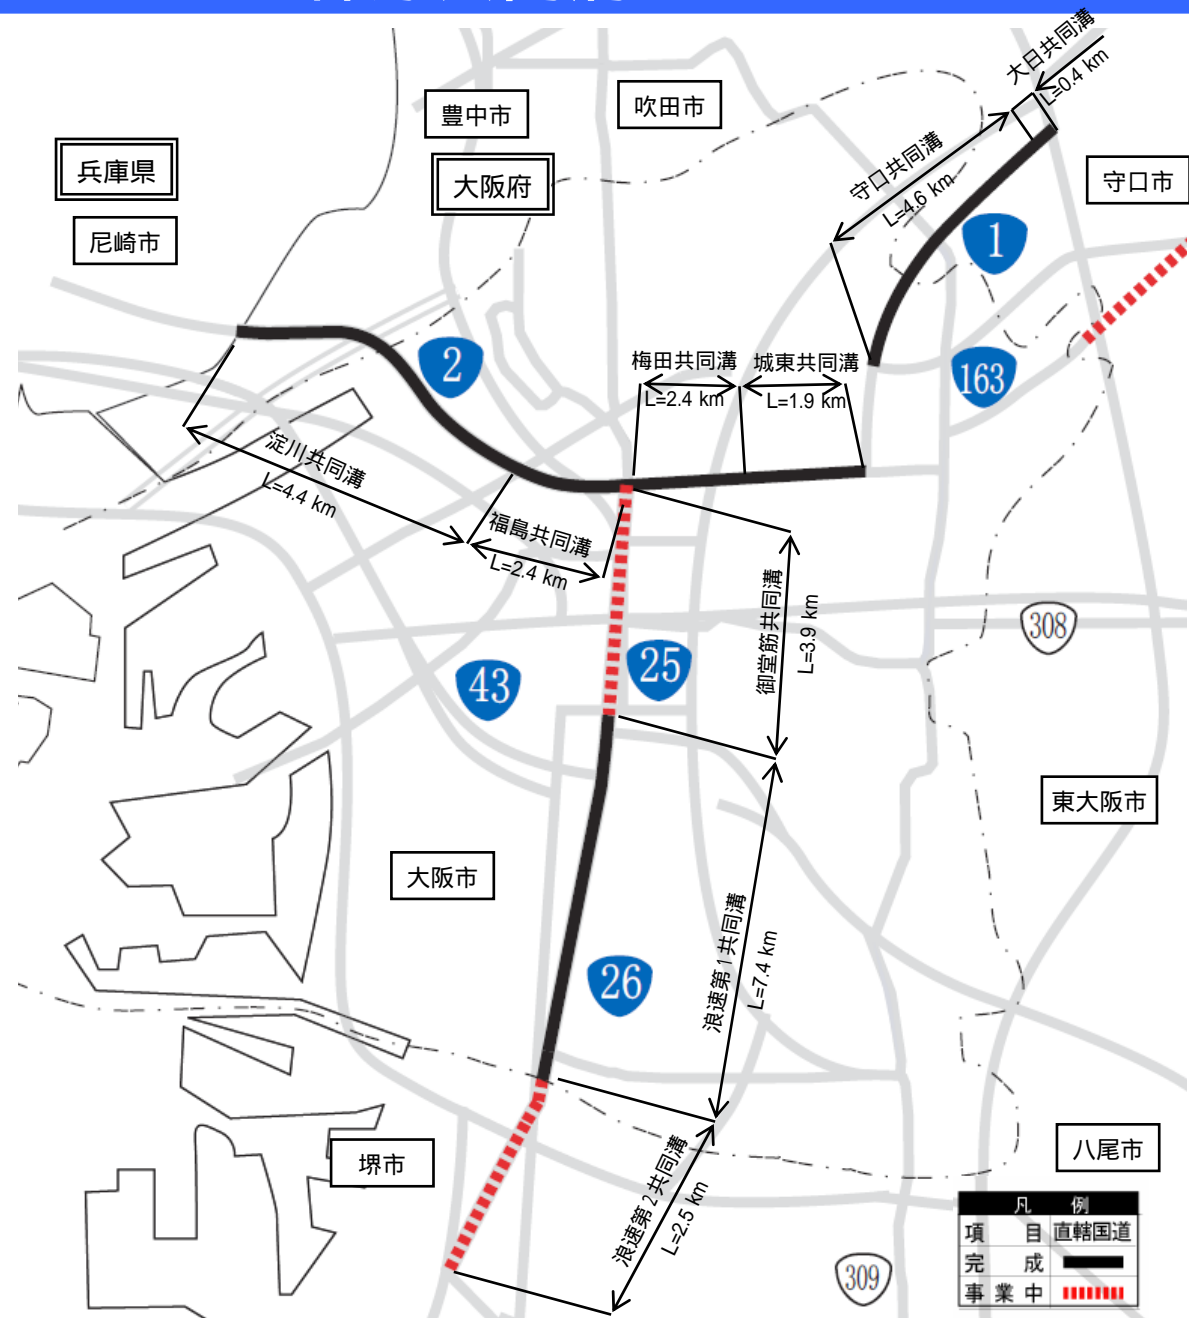 大日共同溝
L=0.4 km
豊中市
吹田市
守口共同溝
L=4.6 km
兵庫県
大阪府
守口市
尼崎市
1
2
梅田共同溝
L=2.4 km
城東共同溝
L=1.9 km
163
淀川共同溝
L=4.4 km
福島共同溝
L=2.4 km
御堂筋共同溝
L=3.9 km
308
43
25
東大阪市
大阪市
浪速第1共同溝
L=7.4 km
26
堺市
浪速第2共同溝
L=2.5 km
八尾市
309
凡 例
項 目 直轄国道
完 成
事 業 中